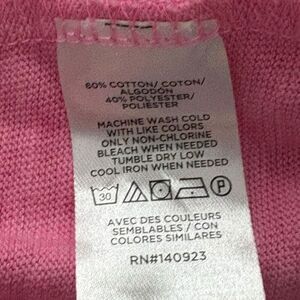 60% COTTON/ COTON/
ALGODON
40% POLYESTER/
POLIESTER
MACHINE WASH COLD
WITH LIKE COLORS
ONLY NON-CHLORINE
BLEACH WHEN NEEDED
TUMBLE DRY LOW
COOL IRON WHEN NEEDED
30 P
AVEC DES COULEURS
SEMBLABLES / CON
COLORES SIMILARES
RN#140923